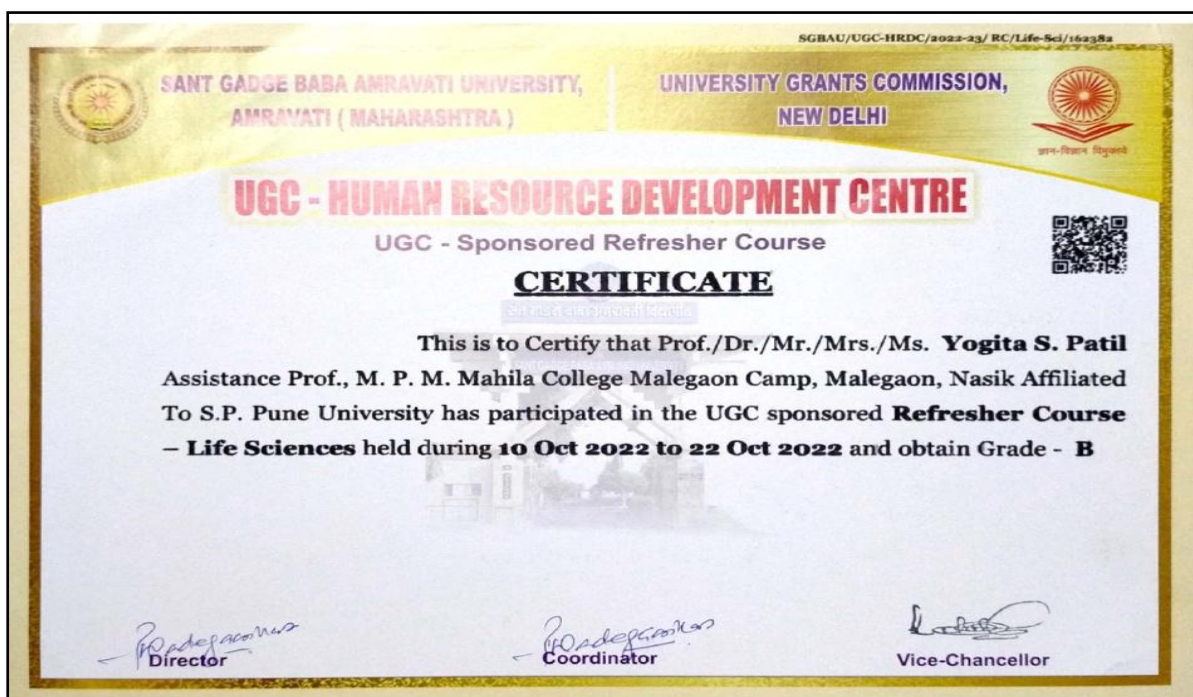 SGBAU/UGC-HRDC/2022-23/ RC/Life-Sci/162382
SANT GADGE BABA AMRAVATI UNIVERSITY,
AMRAVATI ( MAHARASHTRA )
UNIVERSITY GRANTS COMMISSION,
NEW DELHI
ज्ञान-विज्ञान विमुक्तये
UGC - HUMAN RESOURCE DEVELOPMENT CENTRE
UGC - Sponsored Refresher Course
CERTIFICATE
This is to Certify that Prof./Dr./Mr./Mrs./Ms. Yogita S. Patil
Assistance Prof., M. P. M. Mahila College Malegaon Camp, Malegaon, Nasik Affiliated
To S.P. Pune University has participated in the UGC sponsored Refresher Course
– Life Sciences held during 10 Oct 2022 to 22 Oct 2022 and obtain Grade - B
Director
Coordinator
Vice-Chancellor